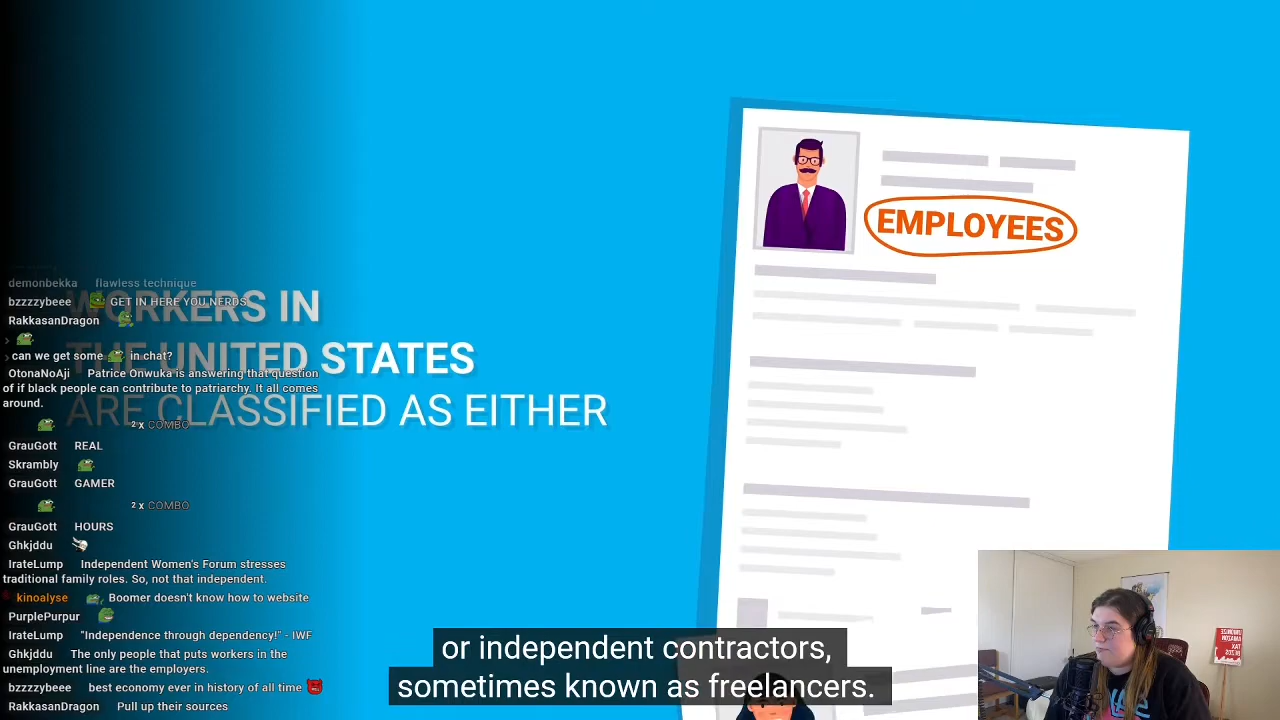 WORKERS IN
THE UNITED STATES
ARE CLASSIFIED AS EITHER
EMPLOYEES
demonbekka flawless technique
bzzzzybeee GET IN HERE YOU NERDS
RakkasanDragon
can we get some in chat?
OtonaNoAji Patrice Onwuka is answering that question
of if black people can contribute to patriarchy. It all comes
around.
2 x COMBO
GrauGott REAL
Skrambly
GrauGott GAMER
2 x COMBO
GrauGott HOURS
Ghkjddu
IrateLump Independent Women's Forum stresses
traditional family roles. So, not that independent.
kinoalyse Boomer doesn't know how to website
PurplePurpur
IrateLump "Independence through dependency!" - IWF
Ghkjddu The only people that puts workers in the
unemployment line are the employers.
bzzzybeee best economy ever in history of all time
RakkasanDragon Pull up their sources
or independent contractors,
sometimes known as freelancers.